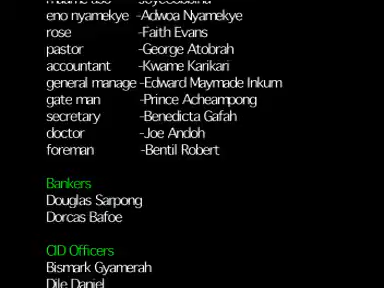 eno nyamekye -Adwoa Nyamekye
rose -Faith Evans
pastor -George Atobrah
accountant -Kwame Karikari
general manage -Edward Maymade Inkum
gate man -Prince Acheampong
secretary -Benedicta Gafah
doctor -Joe Andoh
foreman -Bentil Robert
Bankers
Douglas Sarpong
Dorcas Bafoe
CID Officers
Bismark Gyamerah
Dile Daniel